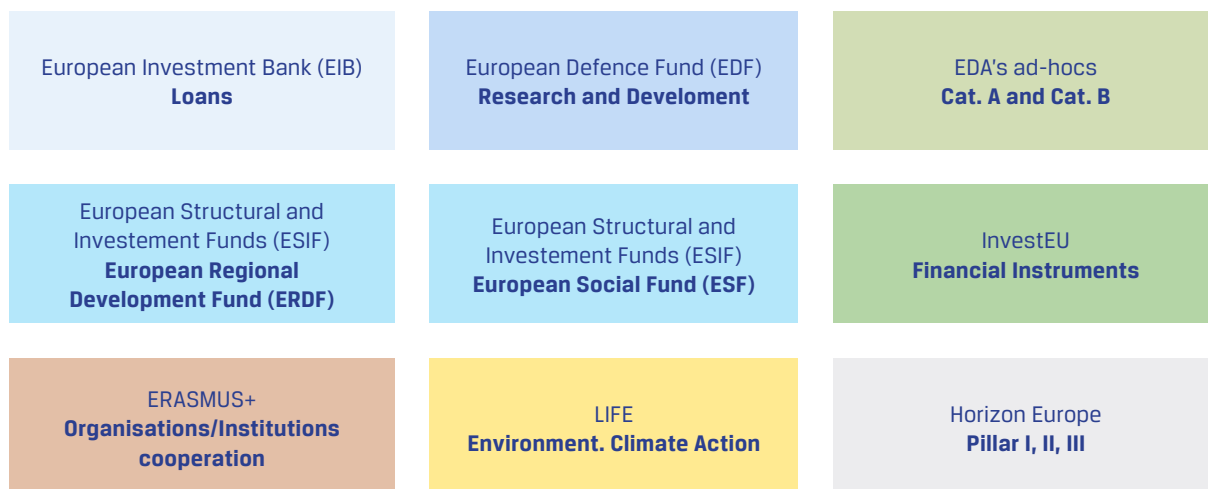 European Investment Bank (EIB)
Loans
European Defence Fund (EDF)
Research and Develoment
EDA's ad-hocs
Cat. A and Cat. B
European Structural and
Investement Funds (ESIF)
European Regional
Development Fund (ERDF)
European Structural and
Investement Funds (ESIF)
European Social Fund (ESF)
InvestEU
Financial Instruments
ERASMUS+
Organisations/Institutions
cooperation
LIFE
Environment. Climate Action
Horizon Europe
Pillar I, II, III